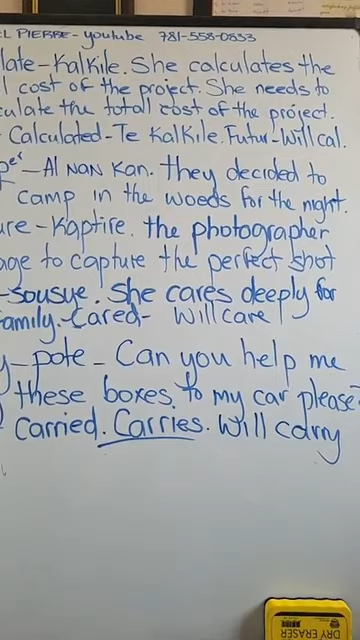 EL PIERRE - youtube 781-558-0853
late-Kalkile. She calculates the
l cost of the project. She needs to
culate the totall cost of the project.
Calculated-Te Kalkile. Futur-Will cal.
-Al NAN Kan. they decided to
camp in the woods for the night.
ure-Kaptire. the photographer
age to capture the perfect shot
-sousye. She cares deeply for
family.-Cared- Will care
y-pote-Can you help me
these boxes to my car please-
Carried. Carries. Will carry
DRY ERASER